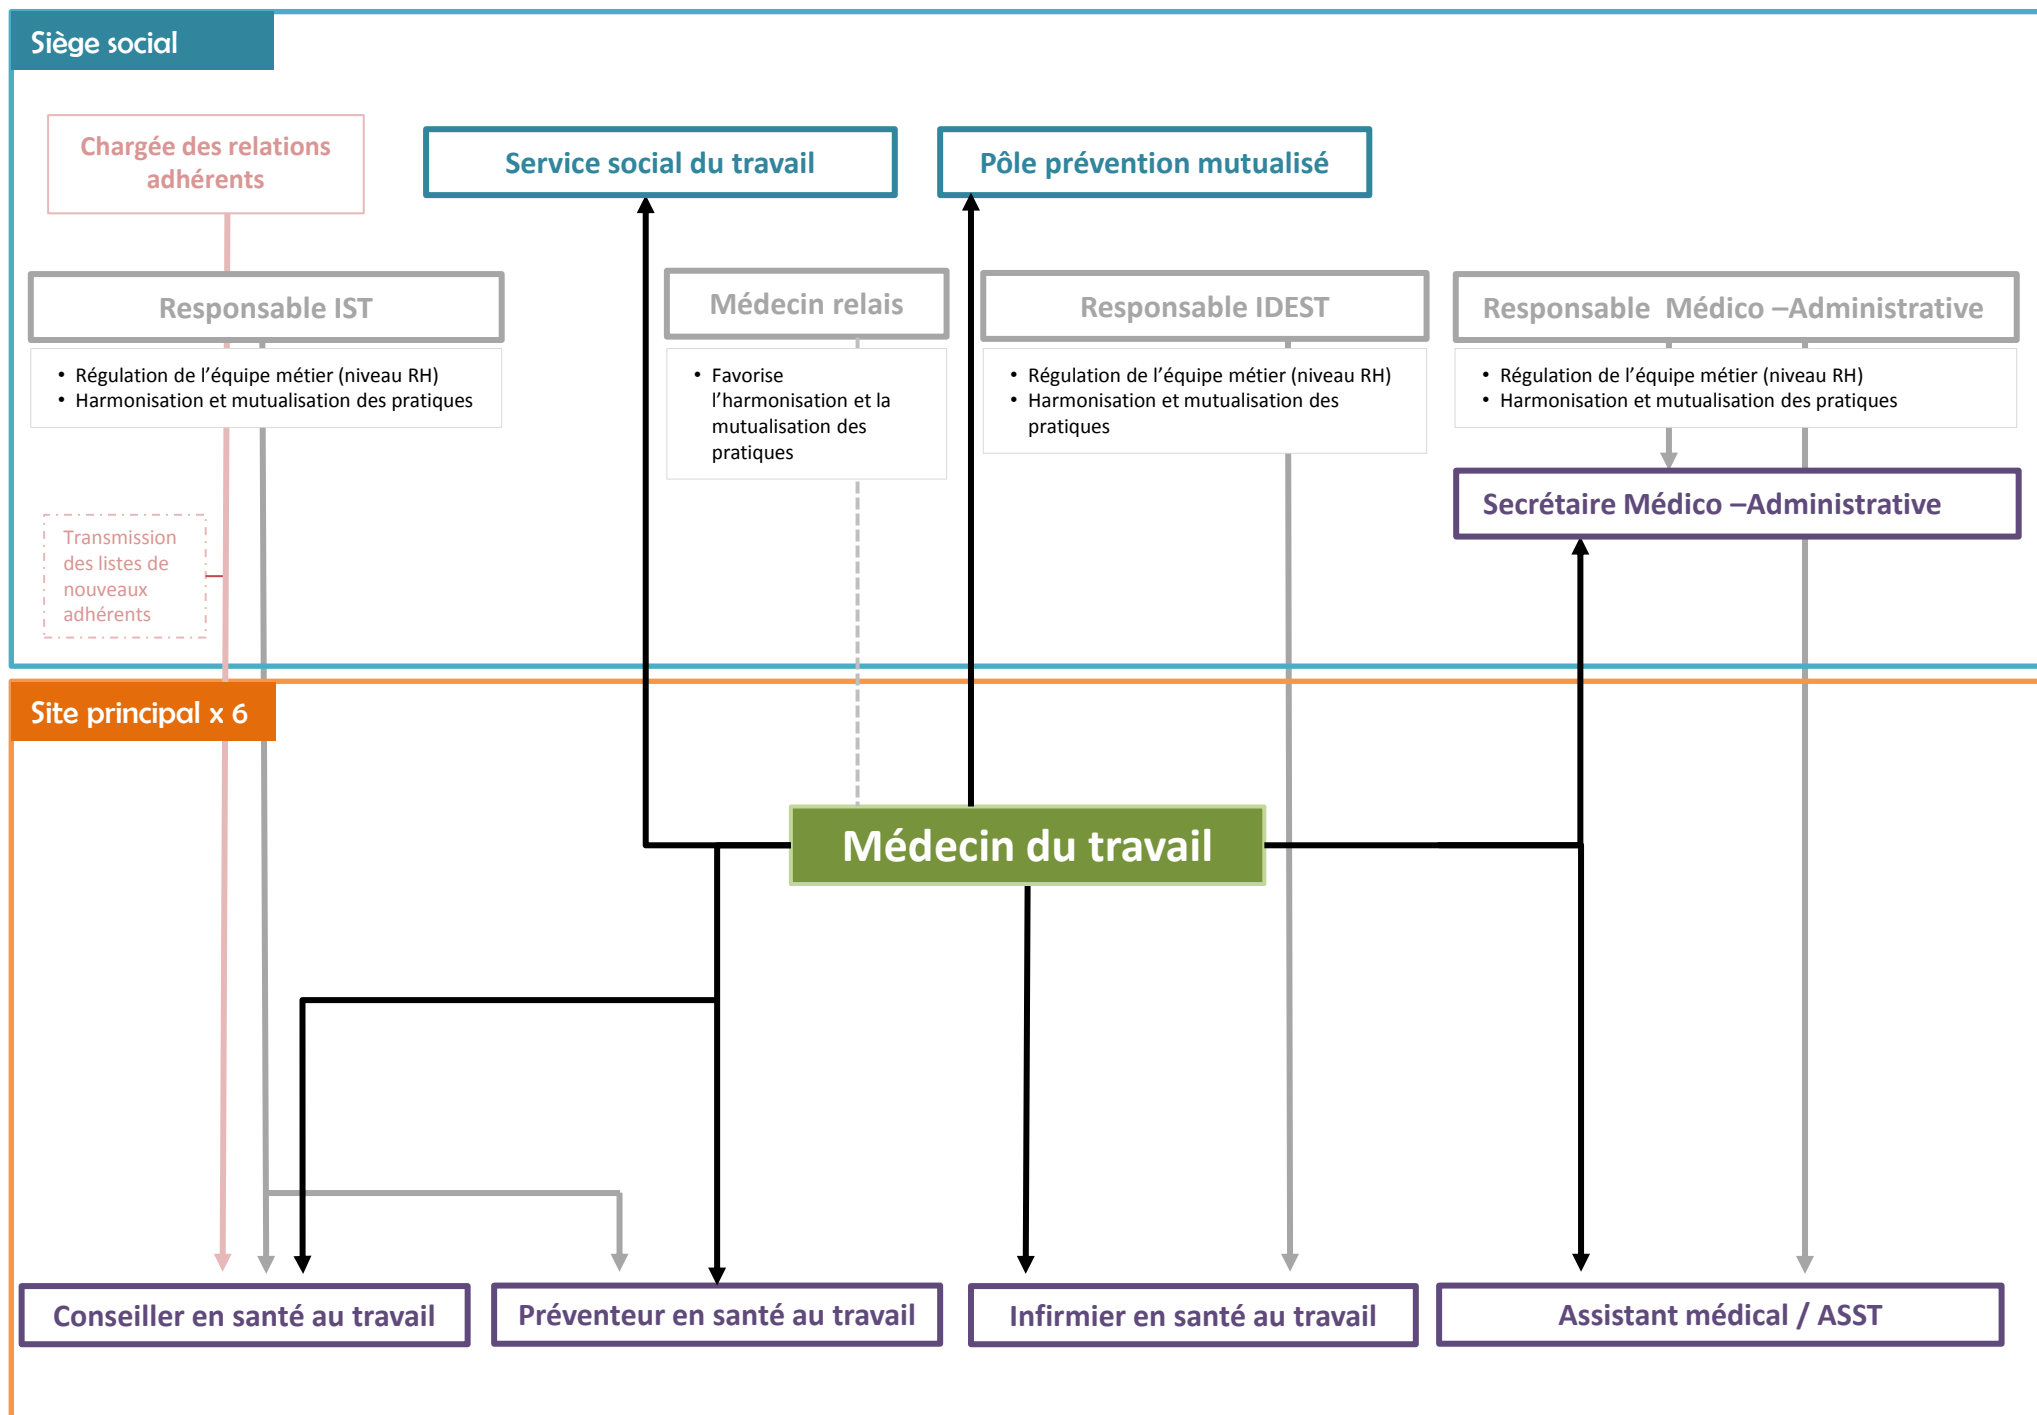 Siège social
Chargée des relations
adhérents
Service social du travail
Pôle prévention mutualisé
Responsable IST
• Régulation de l’équipe métier (niveau RH)
• Harmonisation et mutualisation des pratiques
Médecin relais
• Favorise
l’harmonisation et la
mutualisation des
pratiques
Responsable IDEST
• Régulation de l’équipe métier (niveau RH)
• Harmonisation et mutualisation des
pratiques
Responsable Médico –Administrative
• Régulation de l’équipe métier (niveau RH)
• Harmonisation et mutualisation des pratiques
Secrétaire Médico –Administrative
Transmission
des listes de
nouveaux
adhérents
Site principal x 6
Médecin du travail
Conseiller en santé au travail
Préventeur en santé au travail
Infirmier en santé au travail
Assistant médical / ASST